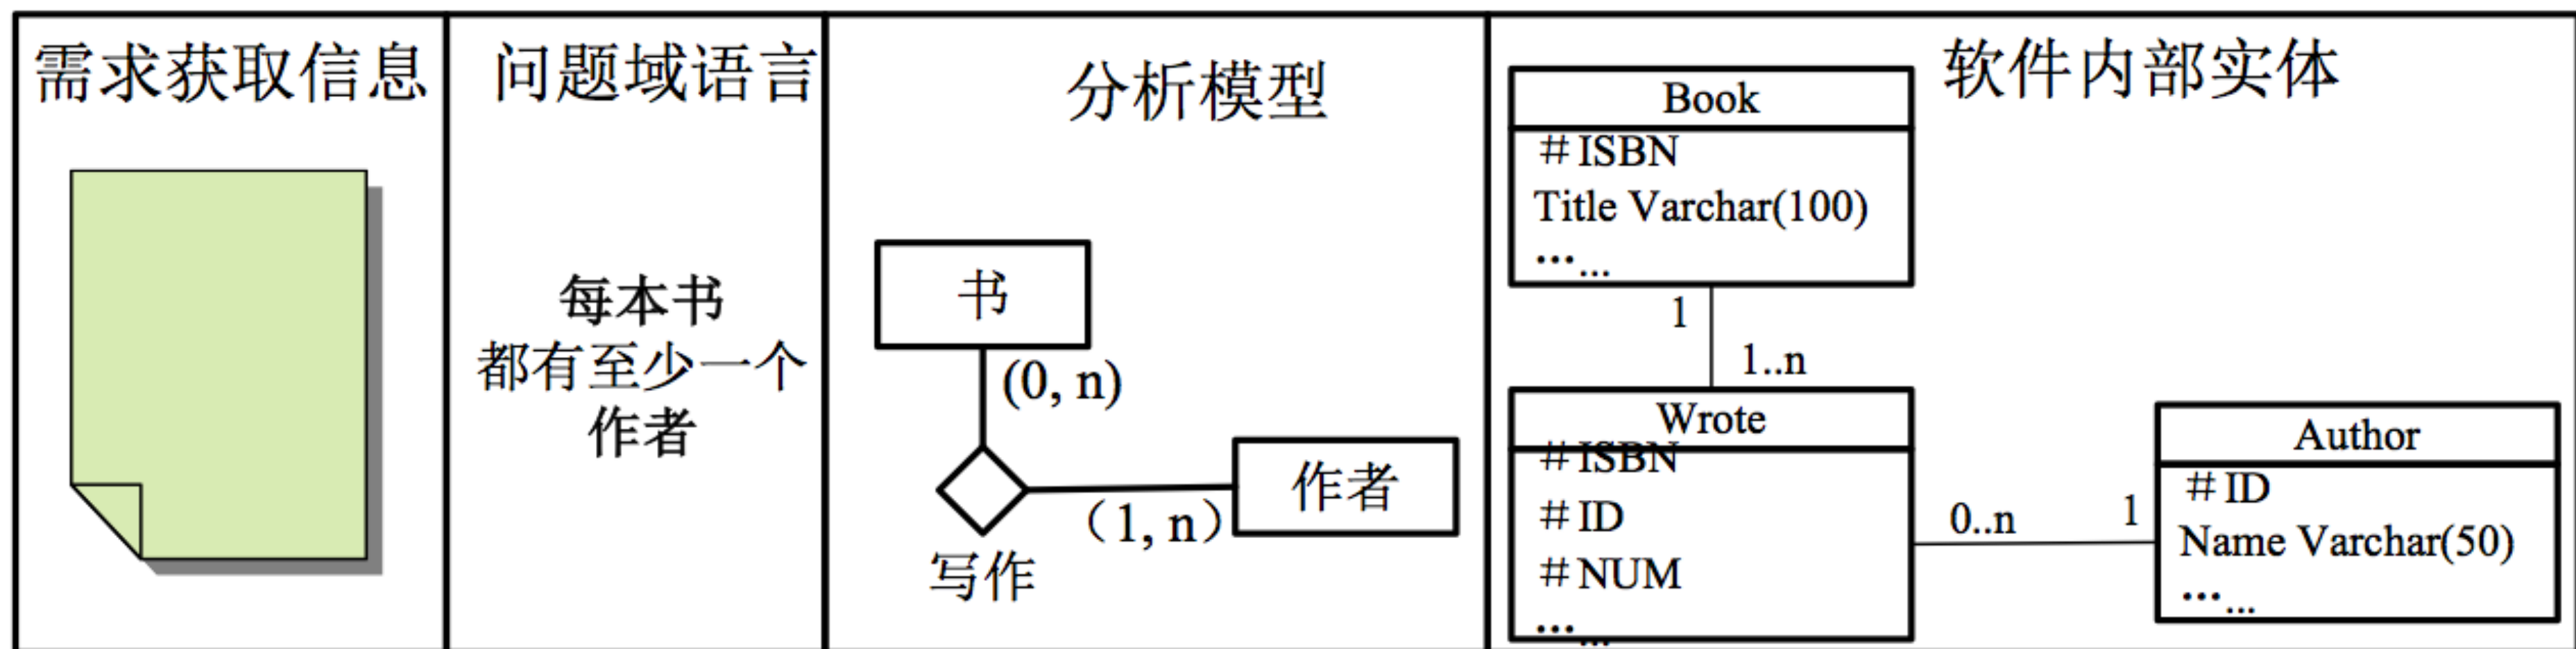 需求获取信息
问题域语言
每本书
都有至少一个
作者
分析模型
书
(0, n)
作者
（1, n）
写作
软件内部实体
Book
＃ISBN
Title Varchar(100)
......
1
1..n
Wrote
＃ISBN
＃ID
＃NUM
......
0..n
1
Author
＃ID
Name Varchar(50)
......